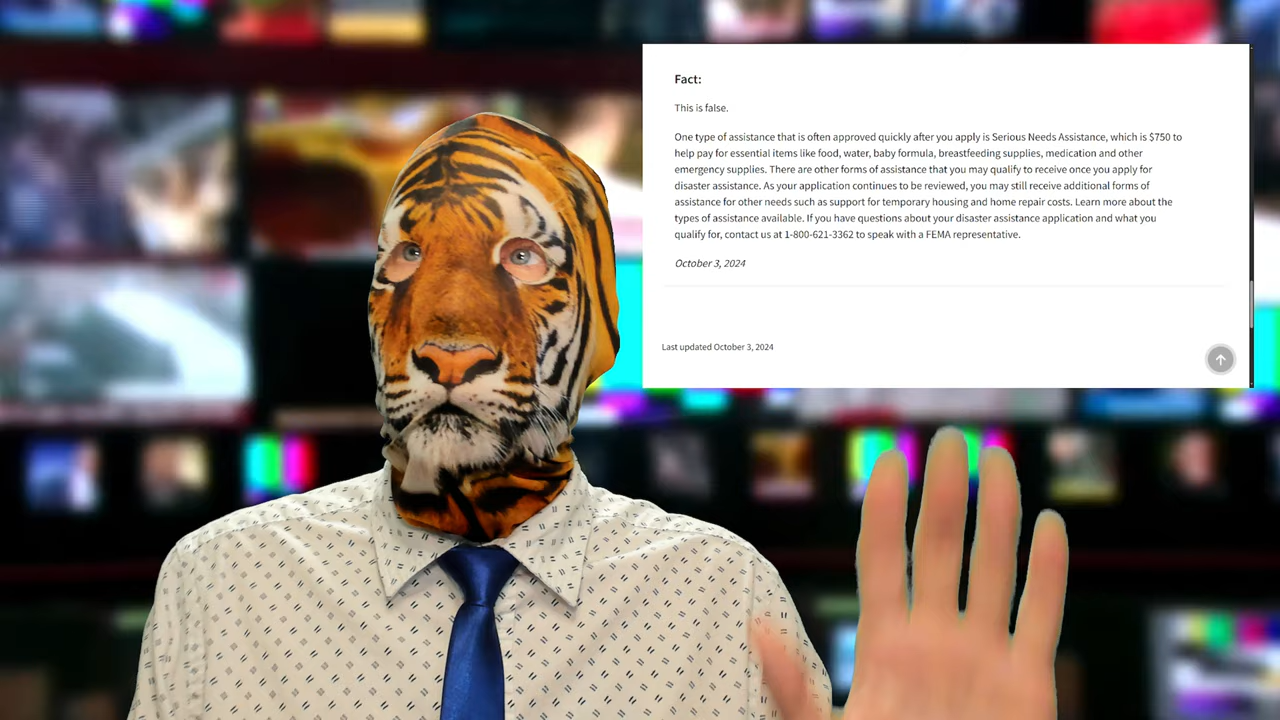 Fact:
This is false.
One type of assistance that is often approved quickly after you apply is Serious Needs Assistance, which is $750 to
help pay for essential items like food, water, baby formula, breastfeeding supplies, medication and other
emergency supplies. There are other forms of assistance that you may qualify to receive once you apply for
disaster assistance. As your application continues to be reviewed, you may still receive additional forms of
assistance for other needs such as support for temporary housing and home repair costs. Learn more about the
types of assistance available. If you have questions about your disaster assistance application and what you
qualify for, contact us at 1-800-621-3362 to speak with a FEMA representative.
October 3, 2024
Last updated October 3, 2024